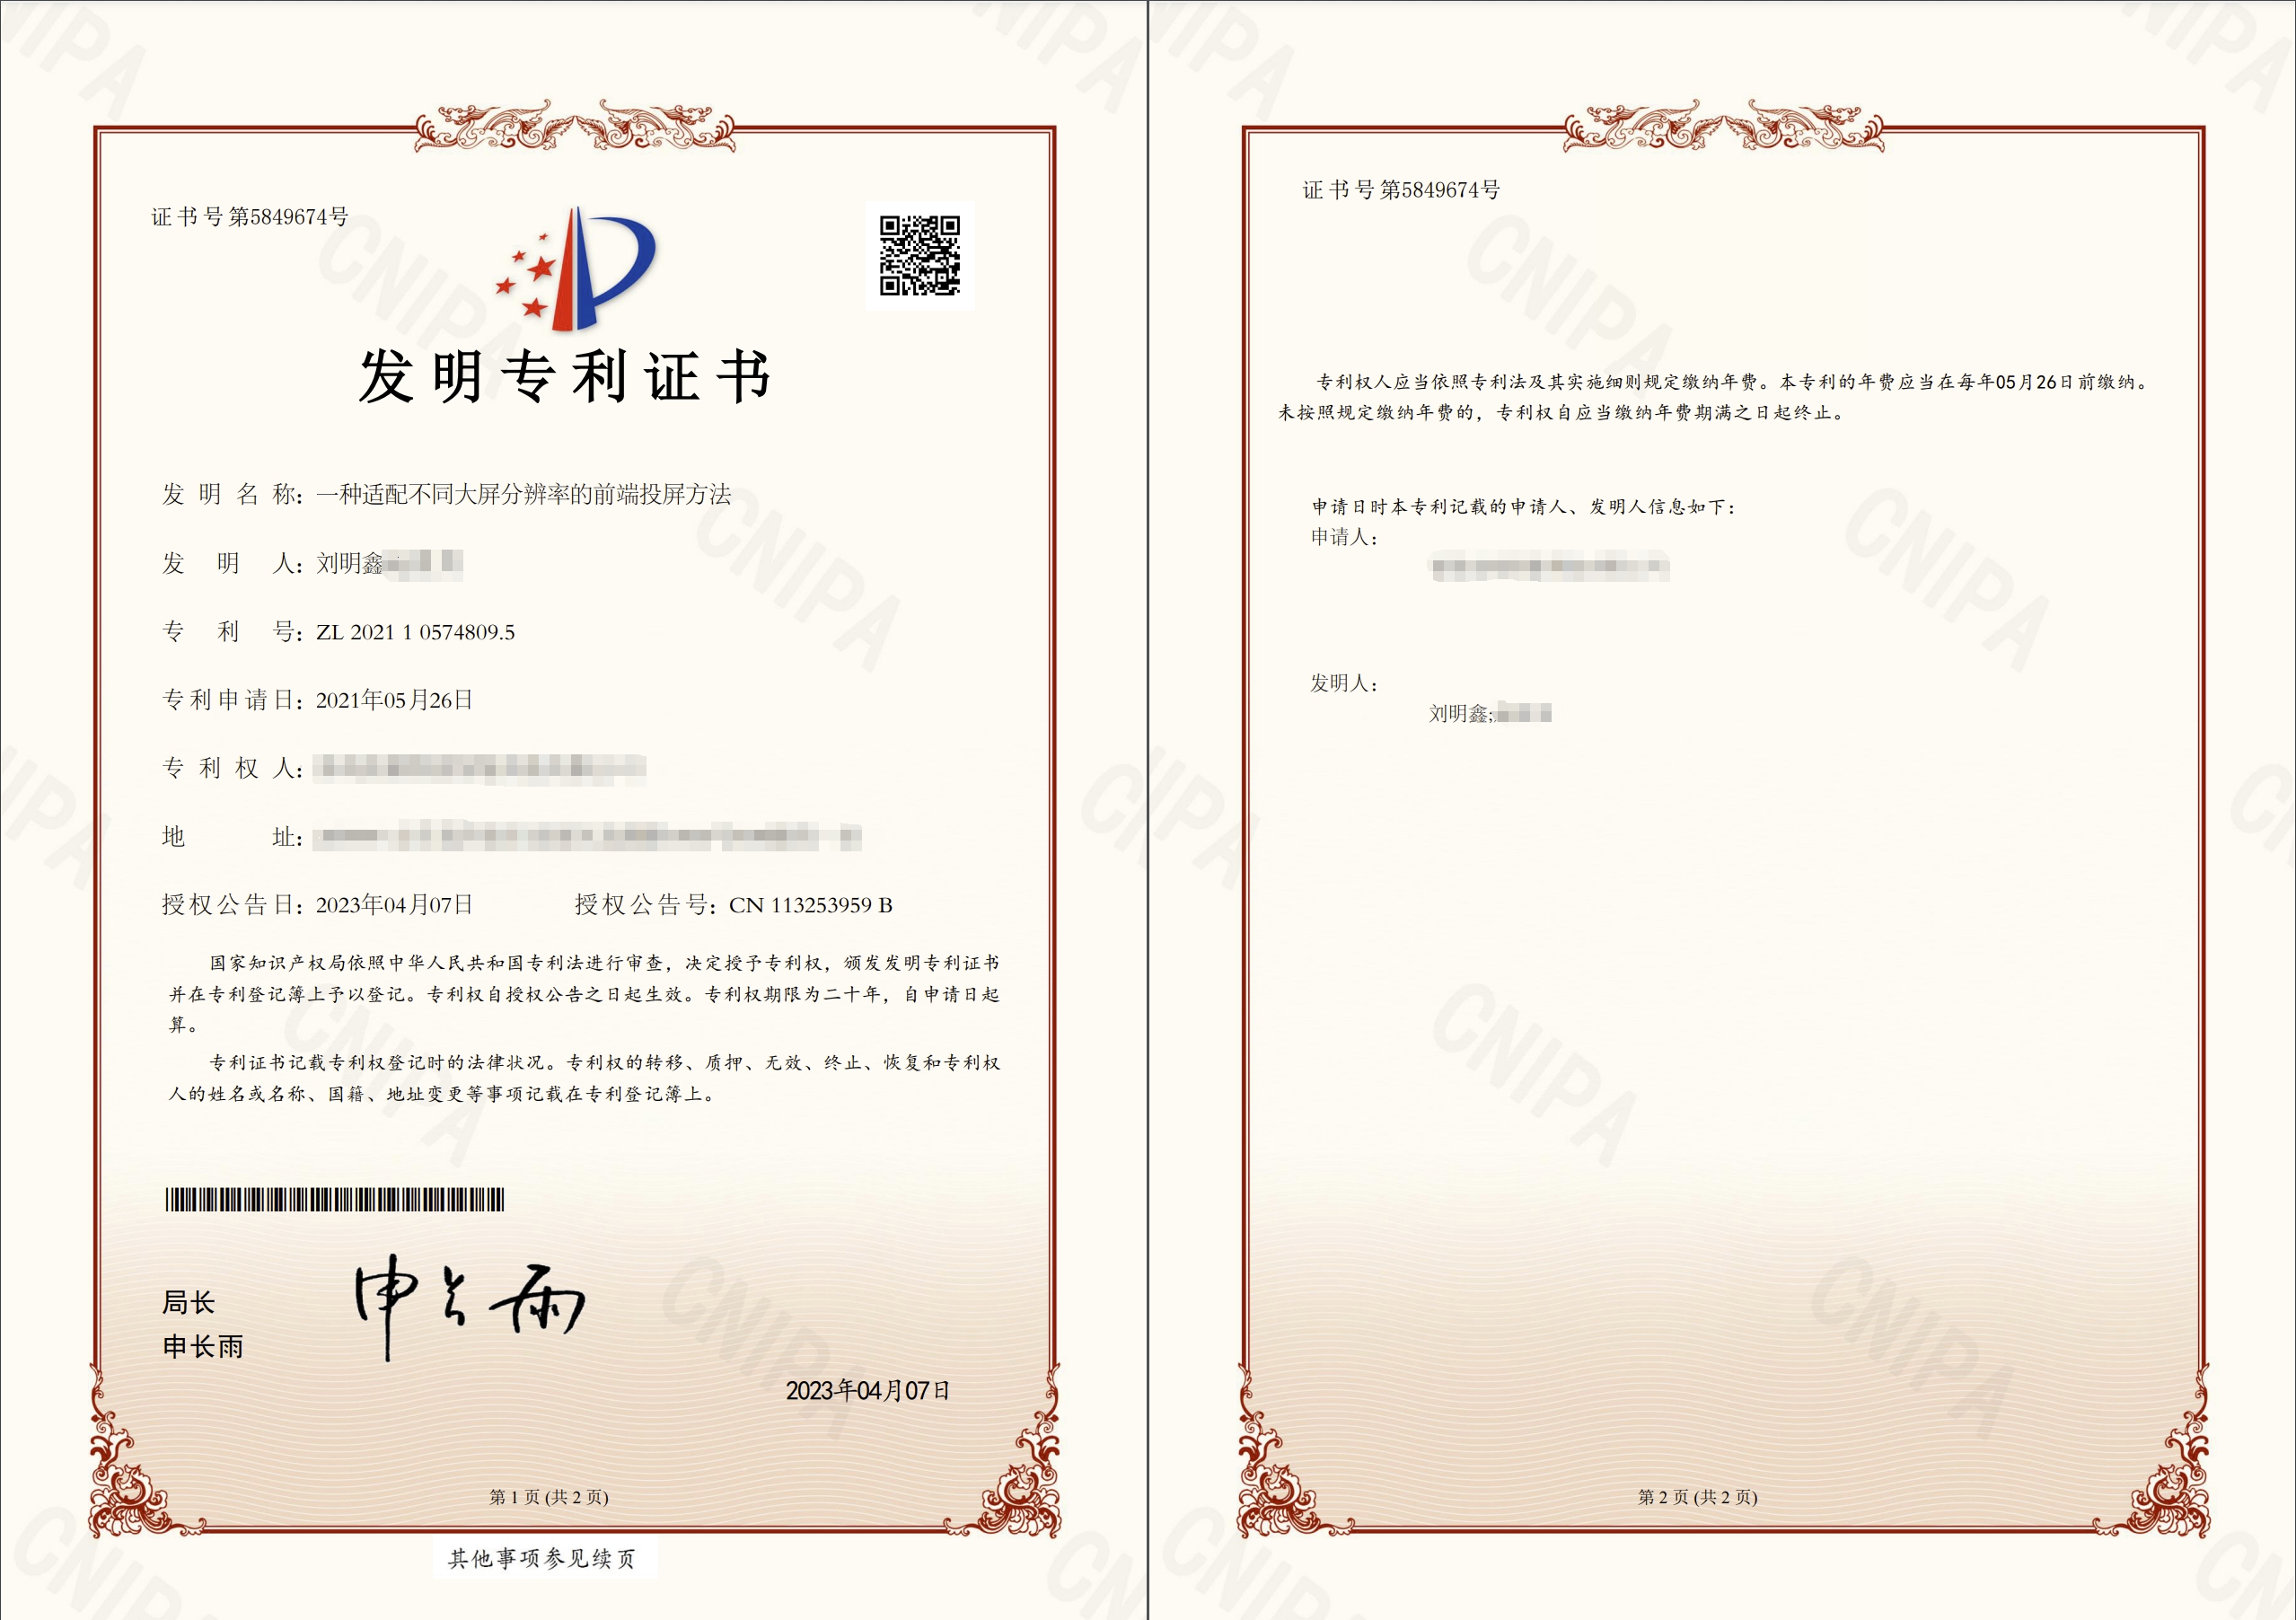 证书号第5849674号
发明专利证书
发明名称：一种适配不同大屏分辨率的前端投屏方法
发明人：刘明鑫
专利号：ZL 2021 1 0574809.5
专利申请日：2021年05月26日
专利权人：
地址：
授权公告日：2023年04月07日 授权公告号：CN 113253959 B
国家知识产权局依照中华人民共和国专利法进行审查，决定授予专利权，颁发发明专利证书
并在专利登记簿上予以登记。专利权自授权公告之日起生效。专利权期限为二十年，自申请日起
算。
专利证书记载专利权登记时的法律状况。专利权的转移、质押、无效、终止、恢复和专利权
人的姓名或名称、国籍、地址变更等事项记载在专利登记簿上。
局长
申长雨
申长雨
2023年04月07日
第 1 页 (共 2 页)
其他事项参见续页
证书号第5849674号
专利权人应当依照专利法及其实施细则规定缴纳年费。本专利的年费应当在每年05月26日前缴纳。
未按照规定缴纳年费的，专利权自应当缴纳年费期满之日起终止。
申请日时本专利记载的申请人、发明人信息如下：
申请人：
发明人：
刘明鑫;
第 2 页 (共 2 页)
CNIPA